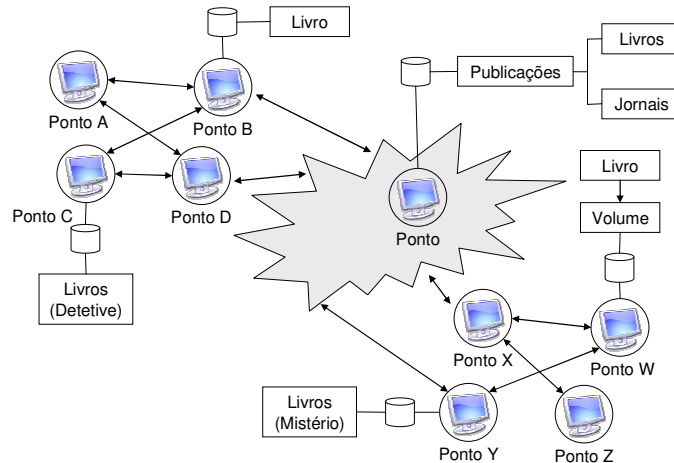 Livro
Livros
Publicações
Jornais
Ponto A
Ponto B
Ponto C
Ponto D
Ponto
Livro
Volume
Livros
(Detetive)
Ponto X
Ponto W
Livros
(Mistério)
Ponto Y
Ponto Z